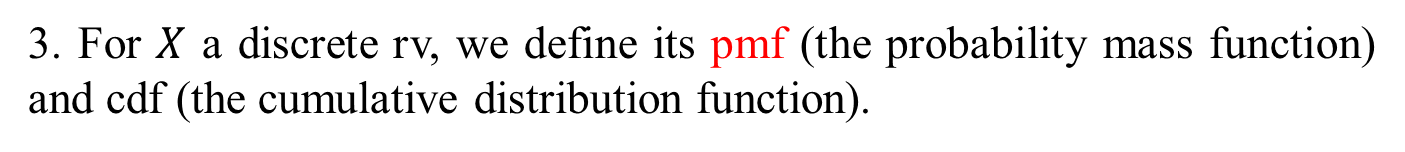 3. For X a discrete rv, we define its pmf (the probability mass function)
and cdf (the cumulative distribution function).